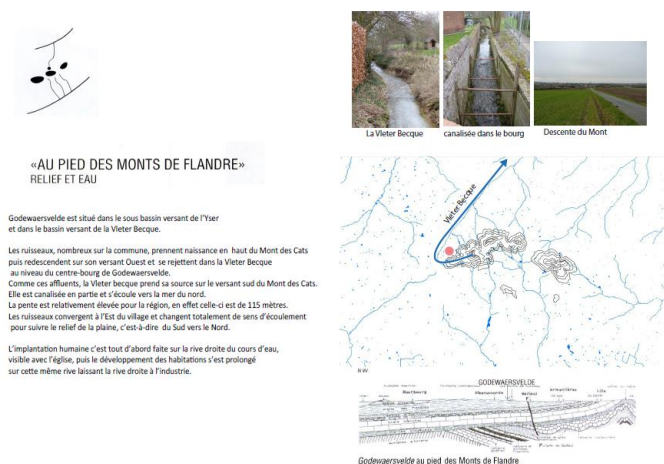 «AU PIED DES MONTS DE FLANDRE»
RELIEF ET EAU
Godewaersvelde est situé dans le sous bassin versant de l'Yser
et dans le bassin versant de la Vleter Becque.
Les ruisseaux, nombreux sur la commune, prennent naissance en haut du Mont des Cats
puis redescendent sur son versant Ouest et se rejettent dans la Vleter Becque
au niveau du centre-bourg de Godewaersvelde.
Comme ces affluents, la Vleter becque prend sa source sur le versant sud du Mont des Cats.
Elle est canalisée en partie et s'écoule vers la mer du nord.
La pente est relativement élevée pour la région, en effet celle-ci est de 115 mètres.
Les ruisseaux convergent à l'Est du village et changent totalement de sens d'écoulement
pour suivre le relief de la plaine, c'est-à-dire du Sud vers le Nord.
L'implantation humaine c'est tout d'abord faite sur la rive droite du cours d'eau,
visible avec l'église, puis le développement des habitations s'est prolongé
sur cette même rive laissant la rive droite à l'industrie.
La Vleter Becque
canalisée dans le bourg
Descente du Mont
Vleter Becque
N.W.
GODEWAERSVELDE
Godewaersvelde au pied des Monts de Flandre